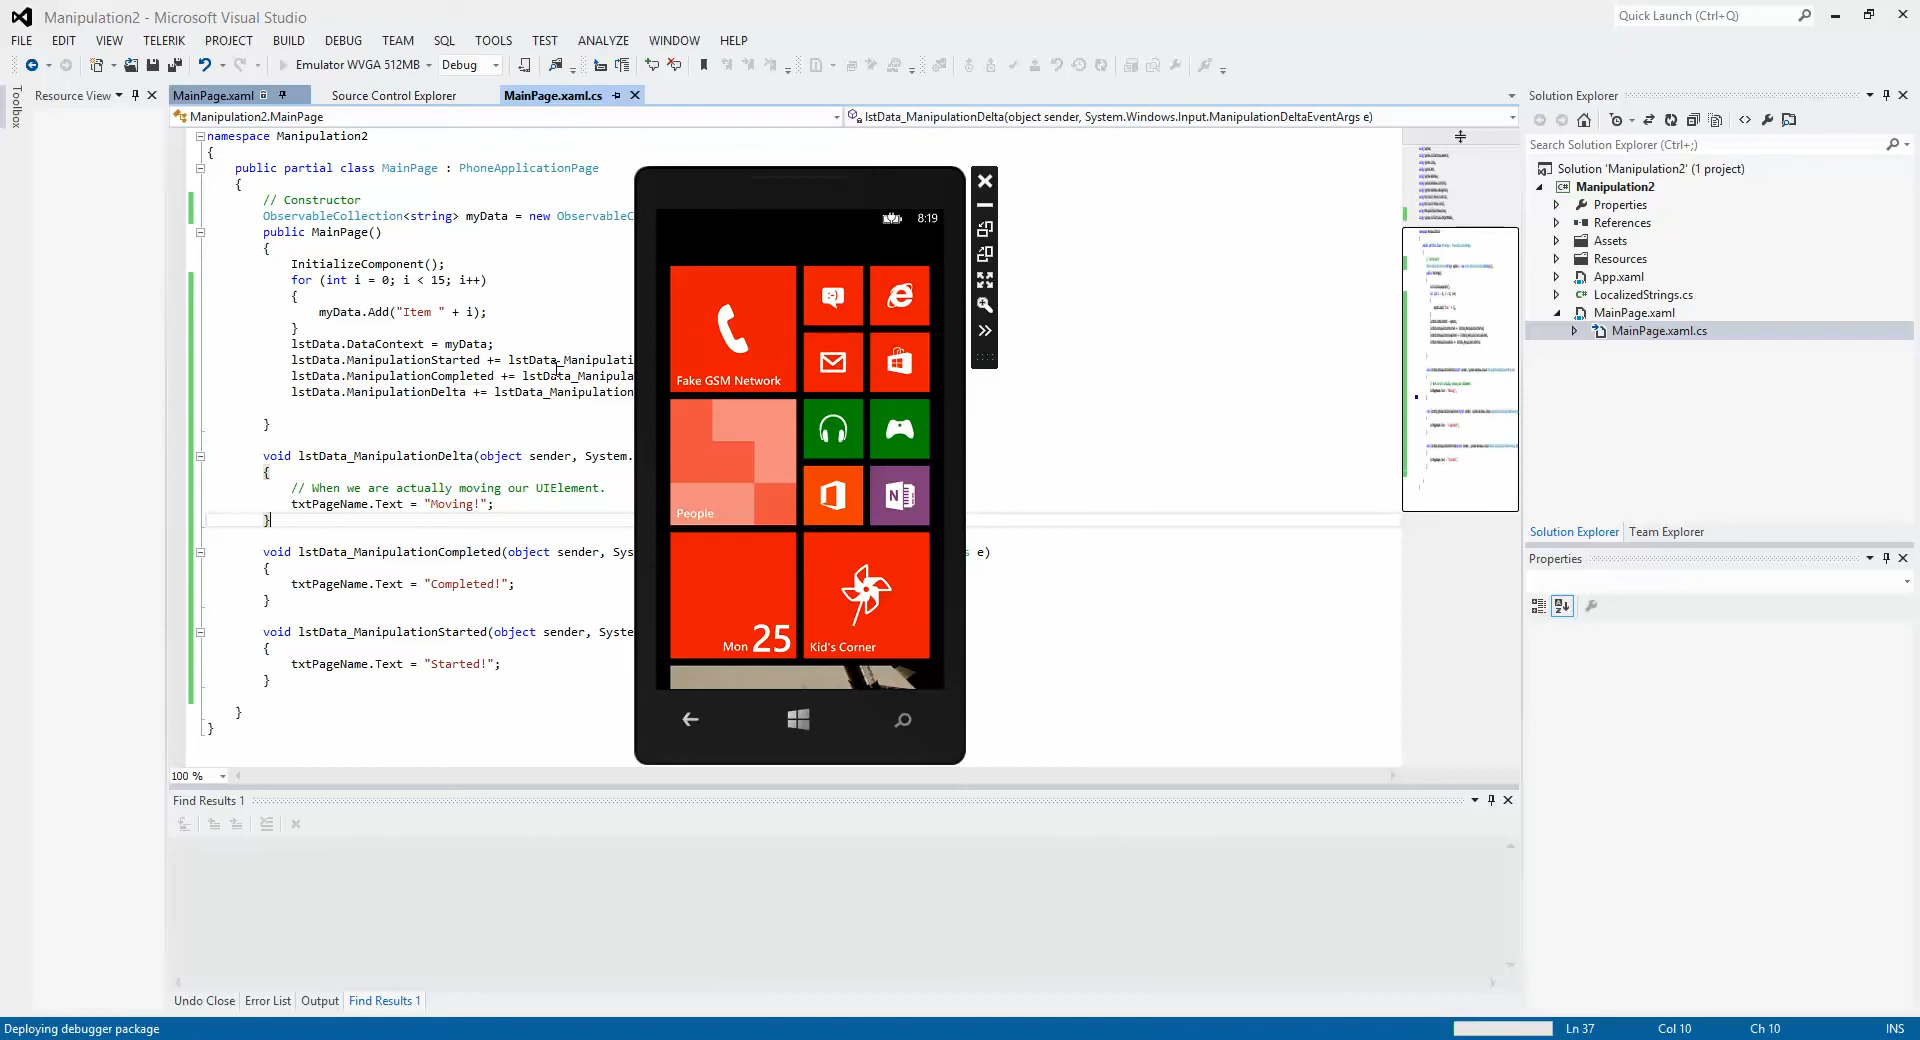 Manipulation2 - Microsoft Visual Studio
Quick Launch (Ctrl+Q)
FILE EDIT VIEW TELERIK PROJECT BUILD DEBUG TEAM SQL TOOLS TEST ANALYZE WINDOW HELP
Emulator WVGA 512MB Debug
Toolbox
Resource View
MainPage.xaml Source Control Explorer MainPage.xaml.cs
Solution Explorer
Manipulation2.MainPage lstData_ManipulationDelta(object sender, System.Windows.Input.ManipulationDeltaEventArgs e)
Search Solution Explorer (Ctrl+;)
Solution 'Manipulation2' (1 project)
Manipulation2
Properties
References
Assets
Resources
App.xaml
LocalizedStrings.cs
MainPage.xaml
MainPage.xaml.cs
Solution Explorer Team Explorer
Properties
namespace Manipulation2
{
public partial class MainPage : PhoneApplicationPage
{
// Constructor
ObservableCollection<string> myData = new ObservableC
public MainPage()
{
InitializeComponent();
for (int i = 0; i < 15; i++)
{
myData.Add("Item " + i);
}
lstData.DataContext = myData;
lstData.ManipulationStarted += lstData_Manipulati
lstData.ManipulationCompleted += lstData_Manipula
lstData.ManipulationDelta += lstData_Manipulation
}
void lstData_ManipulationDelta(object sender, System.
{
// When we are actually moving our UIElement.
txtPageName.Text = "Moving!";
}
void lstData_ManipulationCompleted(object sender, Sys s e)
{
txtPageName.Text = "Completed!";
}
void lstData_ManipulationStarted(object sender, Syste
{
txtPageName.Text = "Started!";
}
}
}
8:19
Fake GSM Network
People
Mon 25
Kid's Corner
100 %
Find Results 1
Undo Close Error List Output Find Results 1
Deploying debugger package Ln 37 Col 10 Ch 10 INS